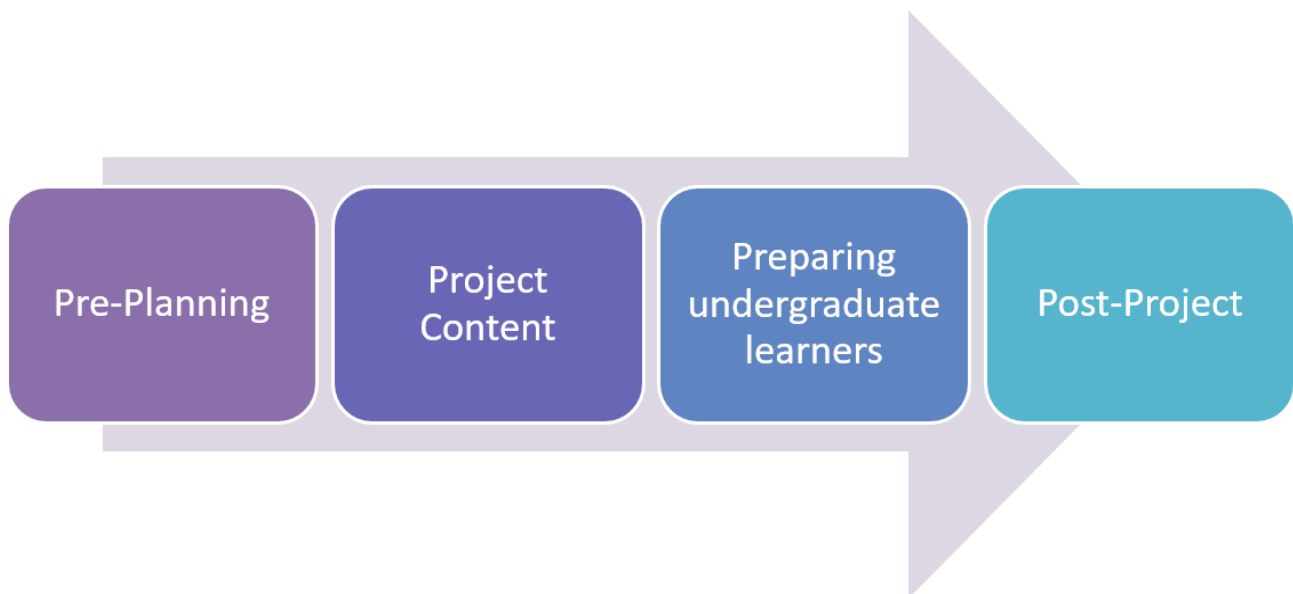 Pre-Planning
Project
Content
Preparing
undergraduate
learners
Post-Project